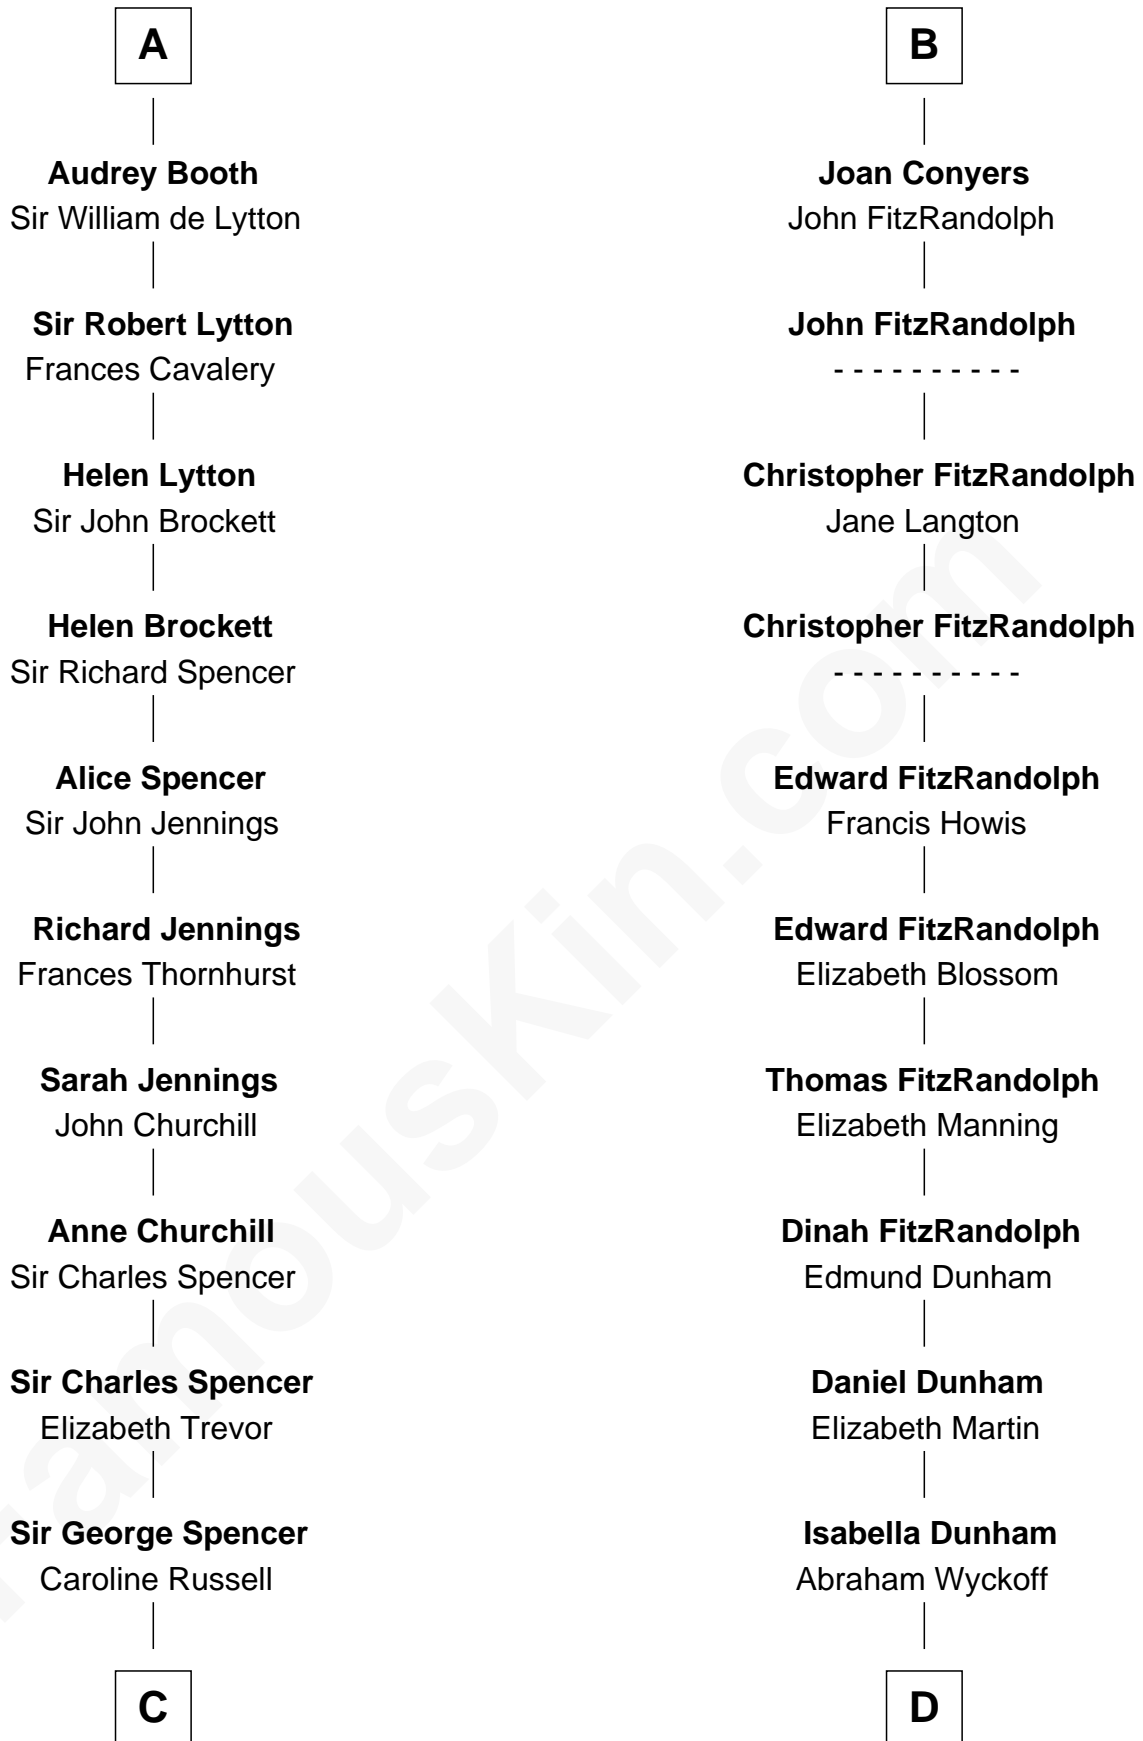 A
Audrey Booth
Sir William de Lytton
Sir Robert Lytton
Frances Cavalery
Helen Lytton
Sir John Brockett
Helen Brockett
Sir Richard Spencer
Alice Spencer
Sir John Jennings
Richard Jennings
Frances Thornhurst
Sarah Jennings
John Churchill
Anne Churchill
Sir Charles Spencer
Sir Charles Spencer
Elizabeth Trevor
Sir George Spencer
Caroline Russell
C
B
Joan Conyers
John FitzRandolph
John FitzRandolph
- - - - - - - - - -
Christopher FitzRandolph
Jane Langton
Christopher FitzRandolph
- - - - - - - - - -
Edward FitzRandolph
Francis Howis
Edward FitzRandolph
Elizabeth Blossom
Thomas FitzRandolph
Elizabeth Manning
Dinah FitzRandolph
Edmund Dunham
Daniel Dunham
Elizabeth Martin
Isabella Dunham
Abraham Wyckoff
D
FamousKin.com